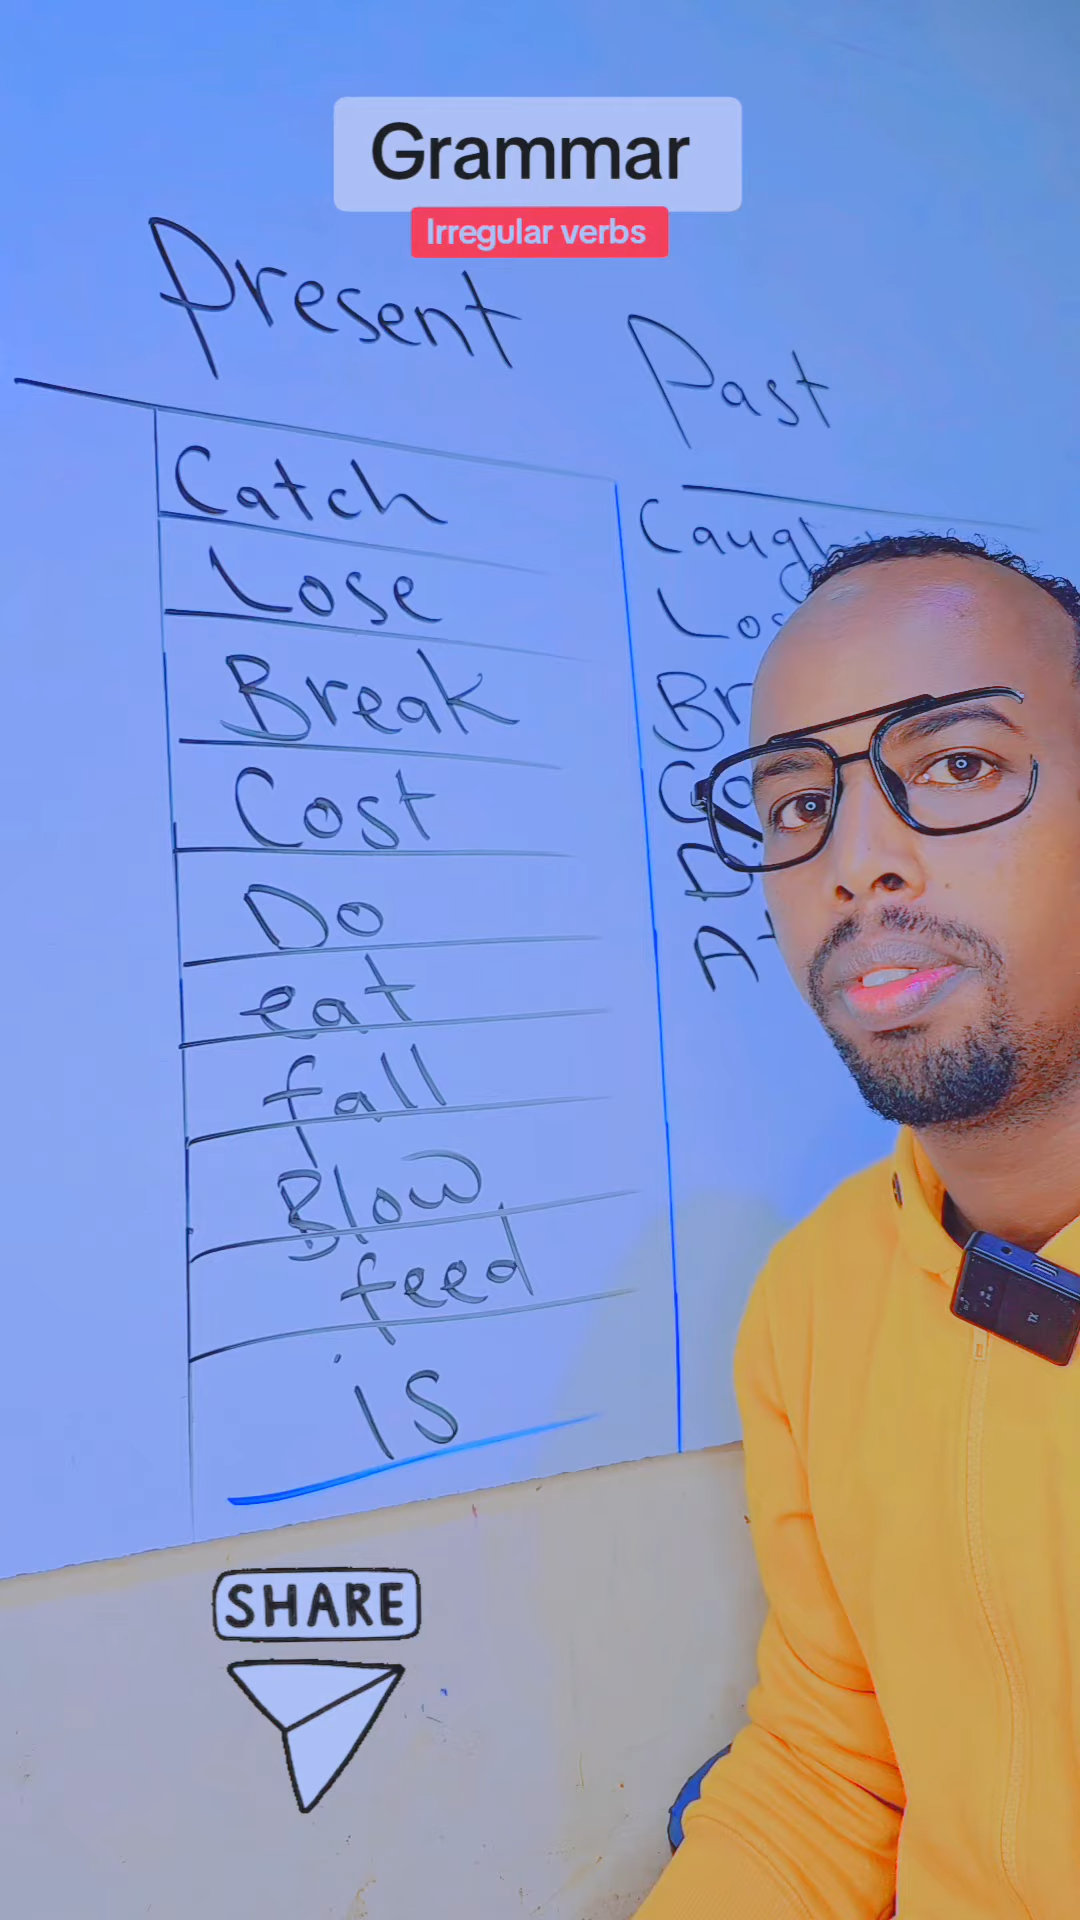 Grammar
Irregular verbs
Present
Past
Catch
Lose
Break
Cost
Do
eat
fall
Blow
feed
is
SHARE